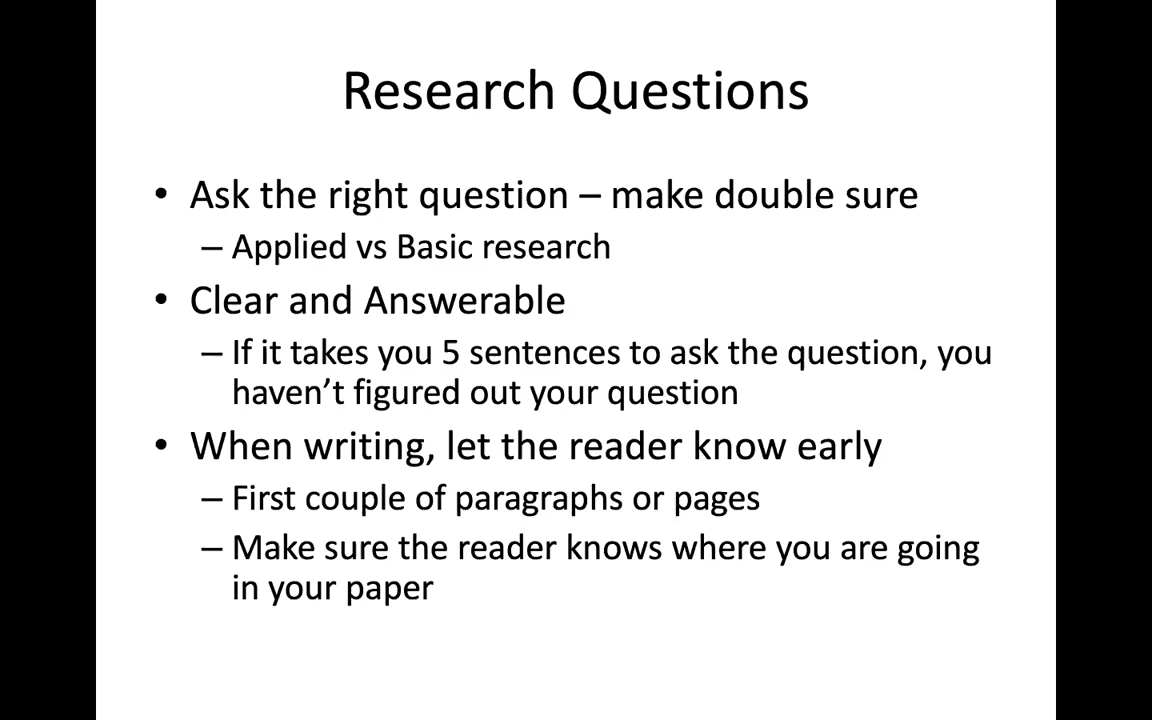 Research Questions
• Ask the right question – make double sure
– Applied vs Basic research
• Clear and Answerable
– If it takes you 5 sentences to ask the question, you
haven’t figured out your question
• When writing, let the reader know early
– First couple of paragraphs or pages
– Make sure the reader knows where you are going
in your paper